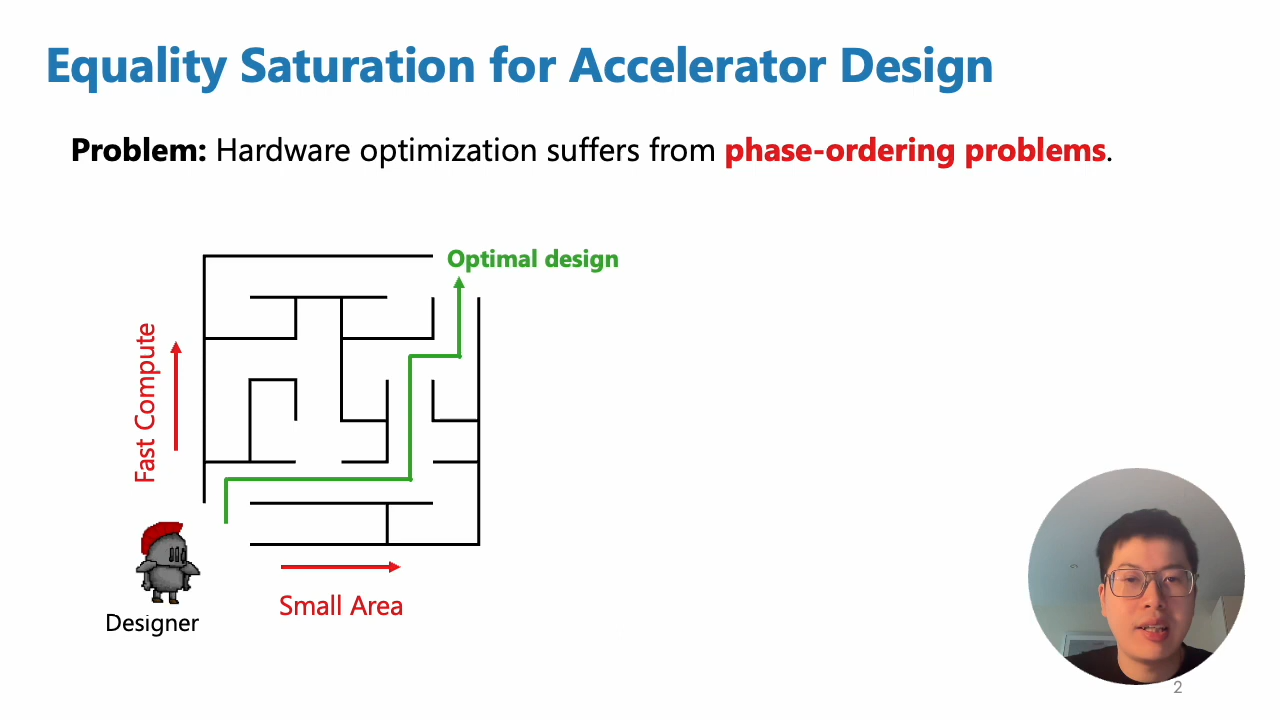 Equality Saturation for Accelerator Design
Problem: Hardware optimization suffers from phase-ordering problems.
Optimal design
Fast Compute
Small Area
Designer
2